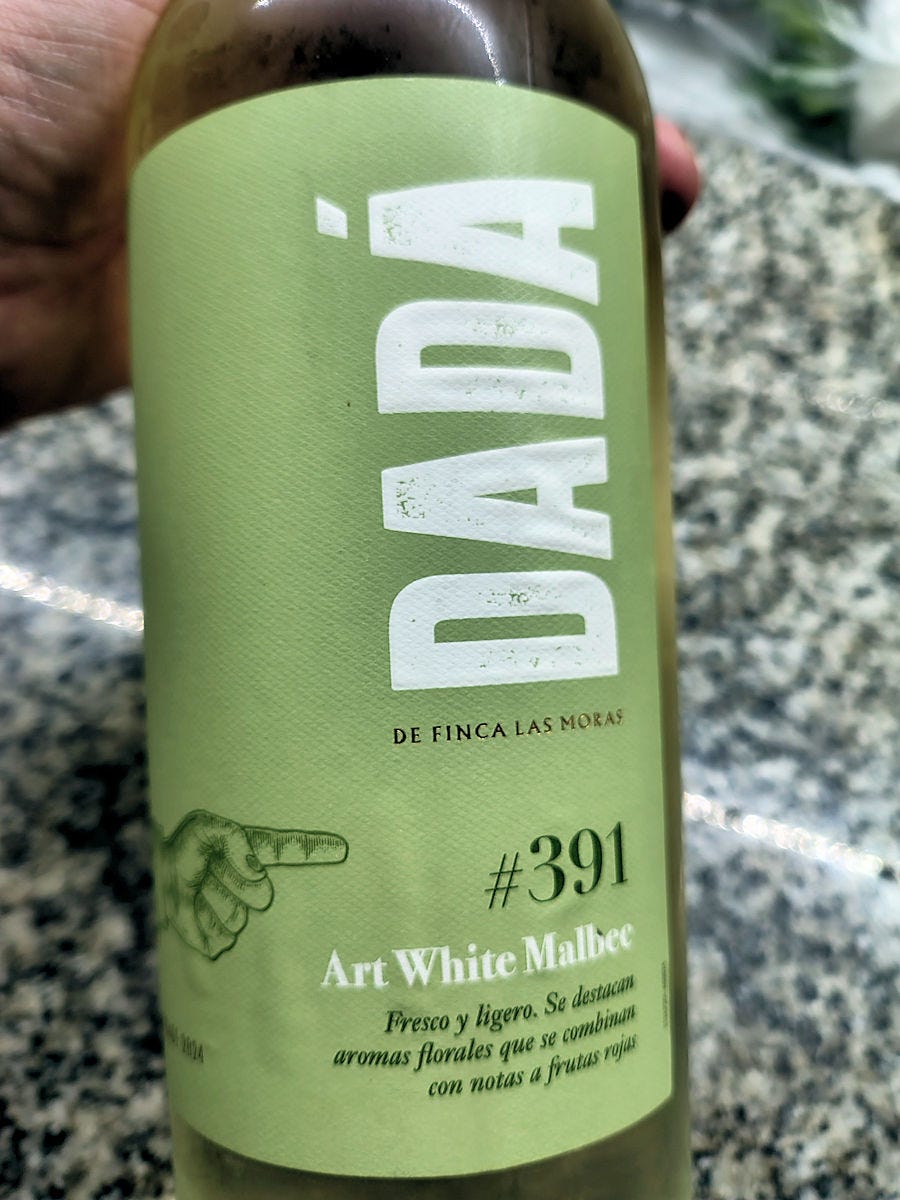 DADÁ
DE FINCA LAS MORAS
#391
Art White Malbec
Fresco y ligero. Se destacan
aromas florales que se combinan
con notas a frutas rojas
2024